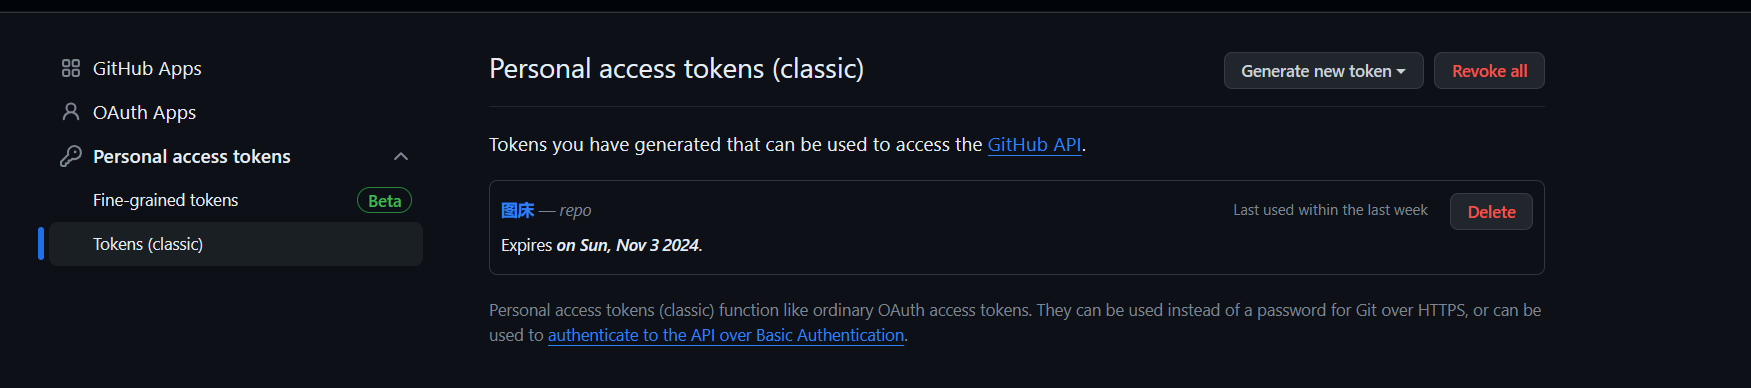 GitHub Apps
OAuth Apps
Personal access tokens
Fine-grained tokens Beta
Tokens (classic)
Personal access tokens (classic)
Generate new token
Revoke all
Tokens you have generated that can be used to access the GitHub API.
图床 — repo
Last used within the last week
Delete
Expires on Sun, Nov 3 2024.
Personal access tokens (classic) function like ordinary OAuth access tokens. They can be used instead of a password for Git over HTTPS, or can be
used to authenticate to the API over Basic Authentication.